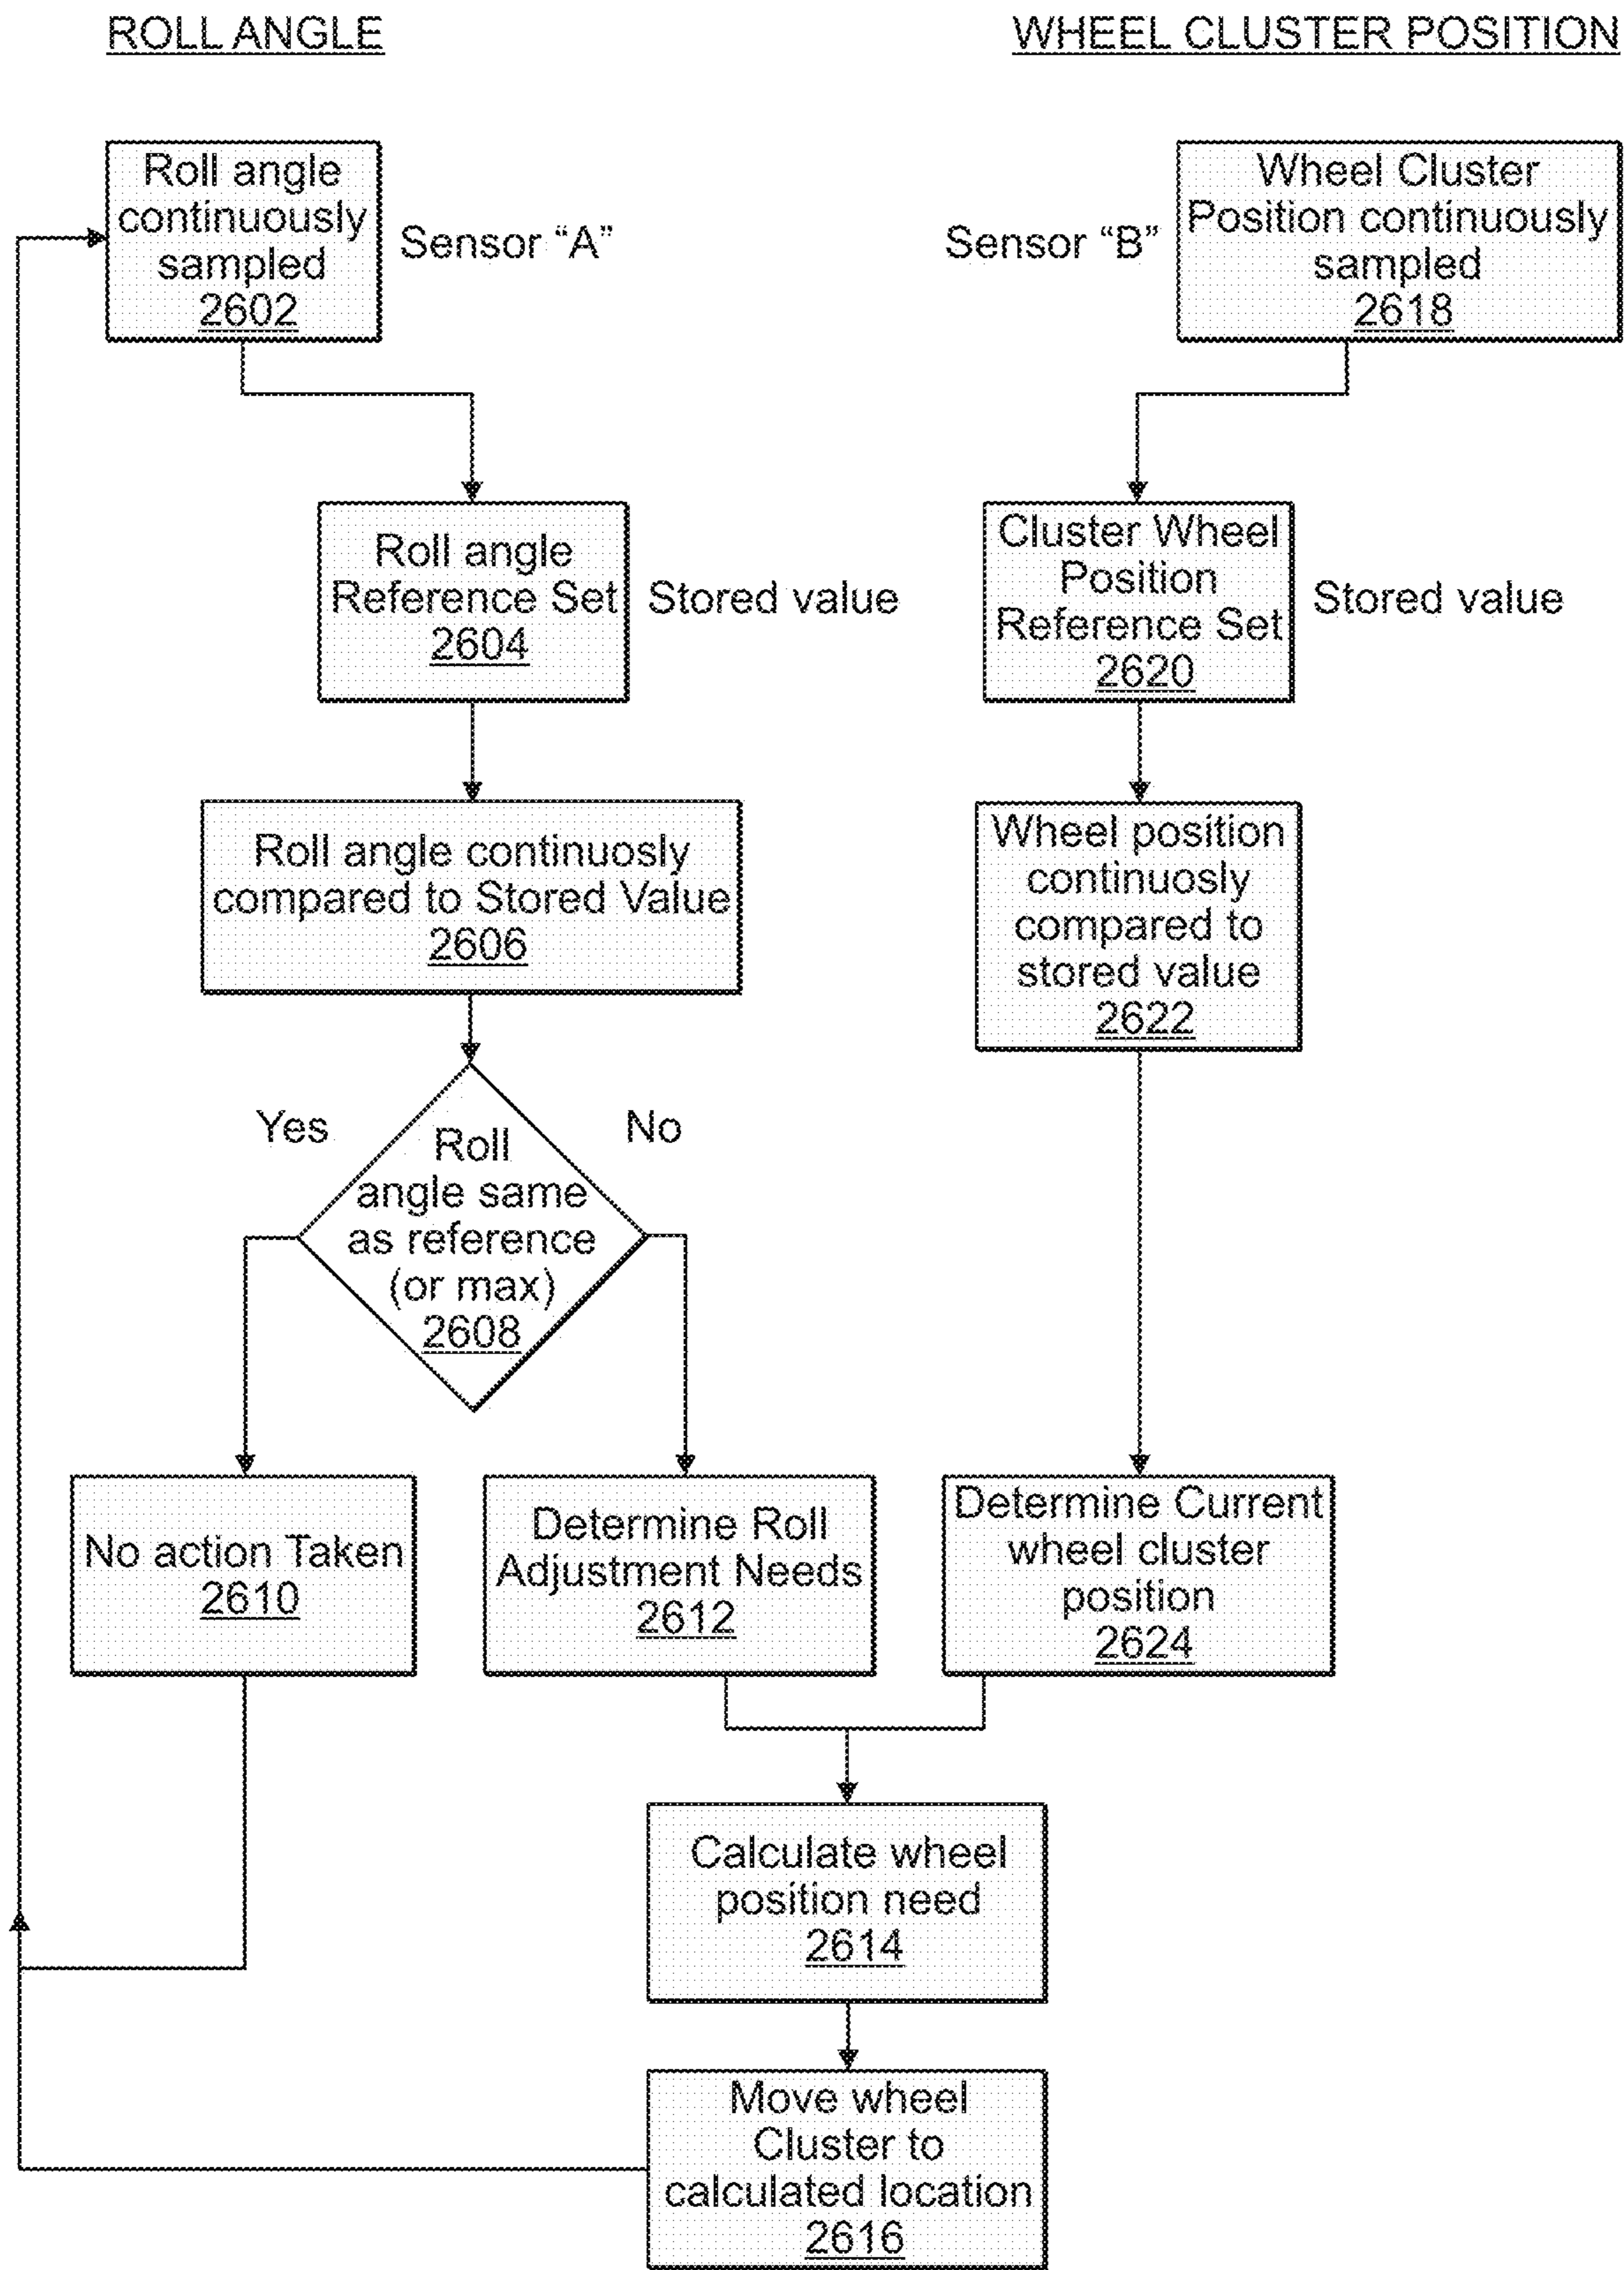 ROLL ANGLE
WHEEL CLUSTER POSITION
Roll angle
continuously
sampled
2602
Sensor “A”
Sensor “B”
Wheel Cluster
Position continuously
sampled
2618
Roll angle
Reference Set
2604
Stored value
Cluster Wheel
Position
Reference Set
2620
Stored value
Roll angle continuosly
compared to Stored Value
2606
Wheel position
continuosly
compared to
stored value
2622
Yes
No
Roll
angle same
as reference
(or max)
2608
No action Taken
2610
Determine Roll
Adjustment Needs
2612
Determine Current
wheel cluster
position
2624
Calculate wheel
position need
2614
Move wheel
Cluster to
calculated location
2616